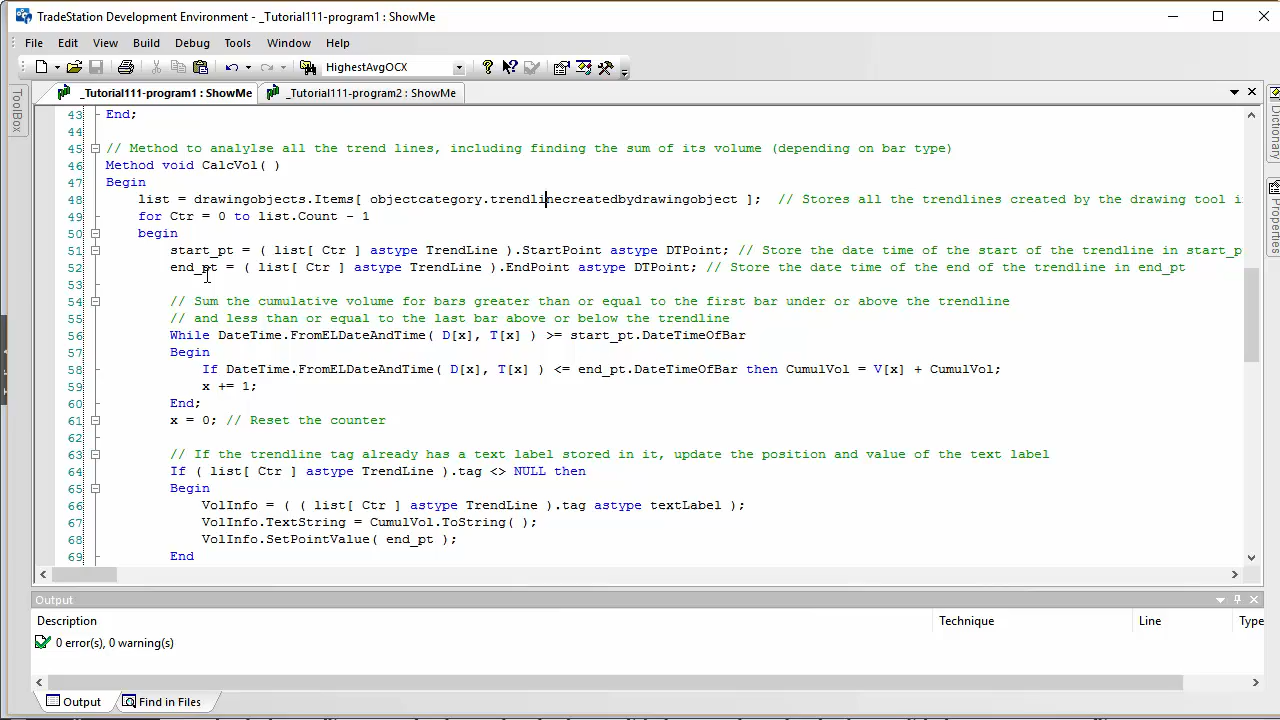 TradeStation Development Environment - _Tutorial111-program1 : ShowMe
File Edit View Build Debug Tools Window Help
HighestAvgOCX
_Tutorial111-program1 : ShowMe _Tutorial111-program2 : ShowMe
ToolBox
Dictionary
Properties
43 End;
44
45 // Method to analylse all the trend lines, including finding the sum of its volume (depending on bar type)
46 Method void CalcVol( )
47 Begin
48 list = drawingobjects.Items[ objectcategory.trendlinecreatedbydrawingobject ]; // Stores all the trendlines created by the drawing tool i
49 for Ctr = 0 to list.Count - 1
50 begin
51 start_pt = ( list[ Ctr ] astype TrendLine ).StartPoint astype DTPoint; // Store the date time of the start of the trendline in start_p
52 end_pt = ( list[ Ctr ] astype TrendLine ).EndPoint astype DTPoint; // Store the date time of the end of the trendline in end_pt
53
54 // Sum the cumulative volume for bars greater than or equal to the first bar under or above the trendline
55 // and less than or equal to the last bar above or below the trendline
56 While DateTime.FromELDateAndTime( D[x], T[x] ) >= start_pt.DateTimeOfBar
57 Begin
58 If DateTime.FromELDateAndTime( D[x], T[x] ) <= end_pt.DateTimeOfBar then CumulVol = V[x] + CumulVol;
59 x += 1;
60 End;
61 x = 0; // Reset the counter
62
63 // If the trendline tag already has a text label stored in it, update the position and value of the text label
64 If ( list[ Ctr ] astype TrendLine ).tag <> NULL then
65 Begin
66 VolInfo = ( ( list[ Ctr ] astype TrendLine ).tag astype textLabel );
67 VolInfo.TextString = CumulVol.ToString( );
68 VolInfo.SetPointValue( end_pt );
69 End
Output
Description Technique Line Type
0 error(s), 0 warning(s)
Output Find in Files